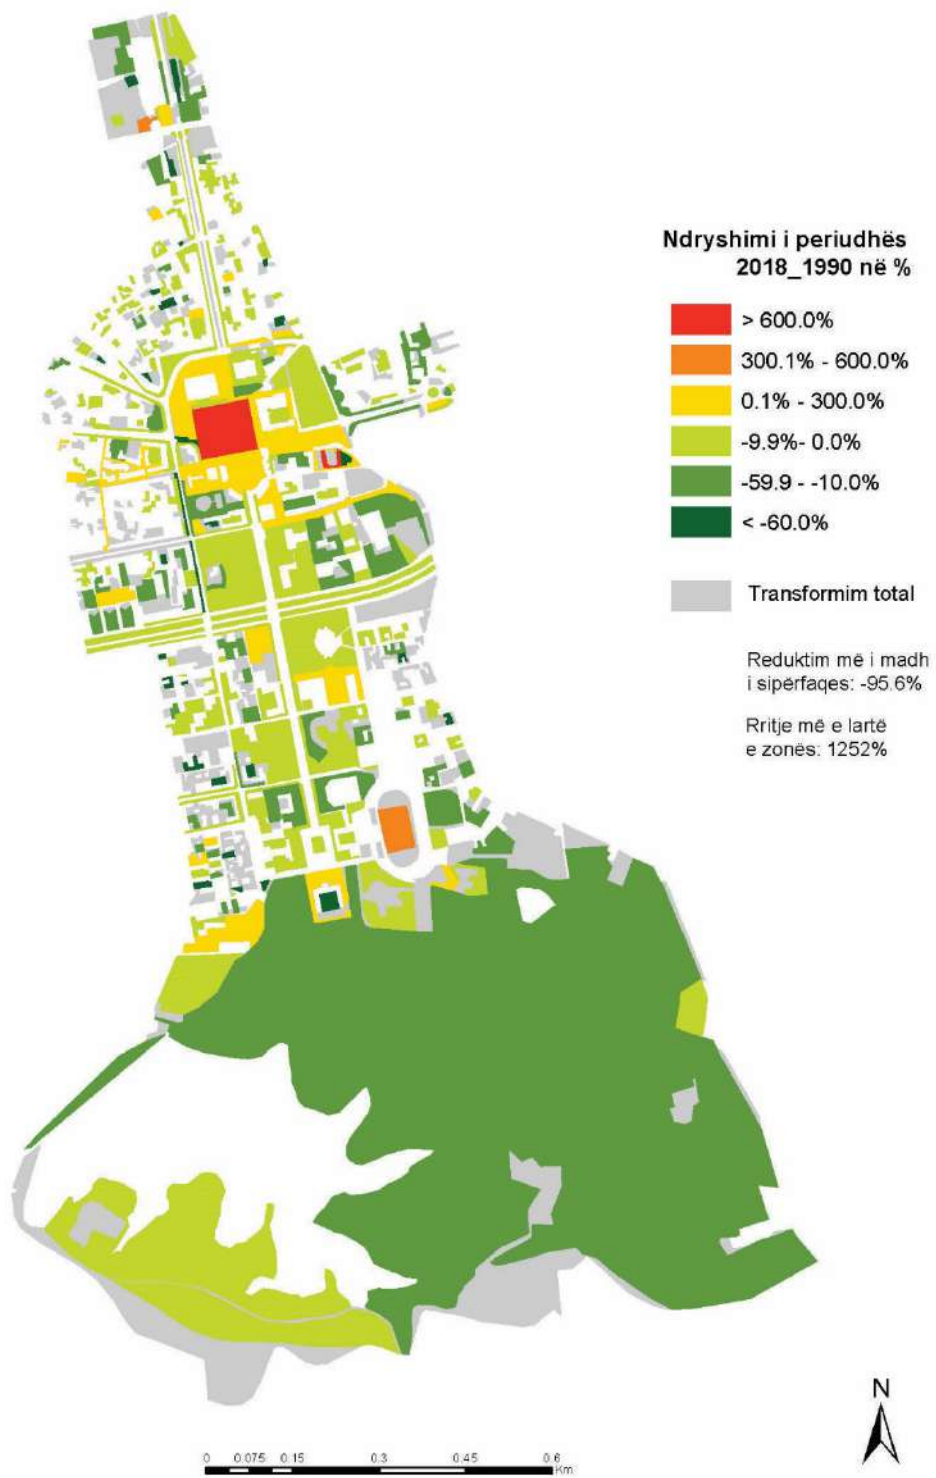 Ndryshimi i periudhës
2018_1990 në %
> 600.0%
300.1% - 600.0%
0.1% - 300.0%
-9.9%- 0.0%
-59.9 - -10.0%
< -60.0%
Transformim total
Reduktim më i madh
i sipërfaqes: -95.6%
Rritje më e lartë
e zonës: 1252%
N
0 0.075 0.15 0.3 0.45 0.6
Km